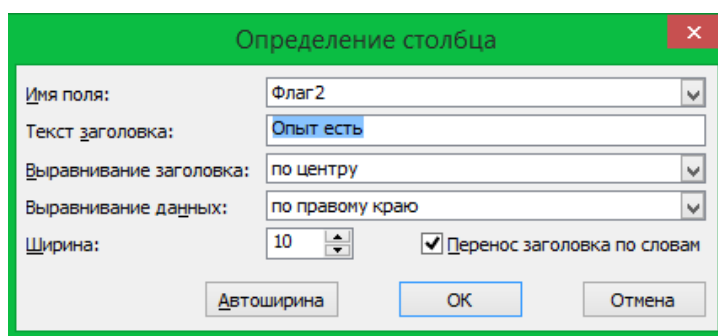 Определение столбца
Имя поля: Флаг2
Текст заголовка: Опыт есть
Выравнивание заголовка: по центру
Выравнивание данных: по правому краю
Ширина: 10 Перенос заголовка по словам
Автоширина ОК Отмена